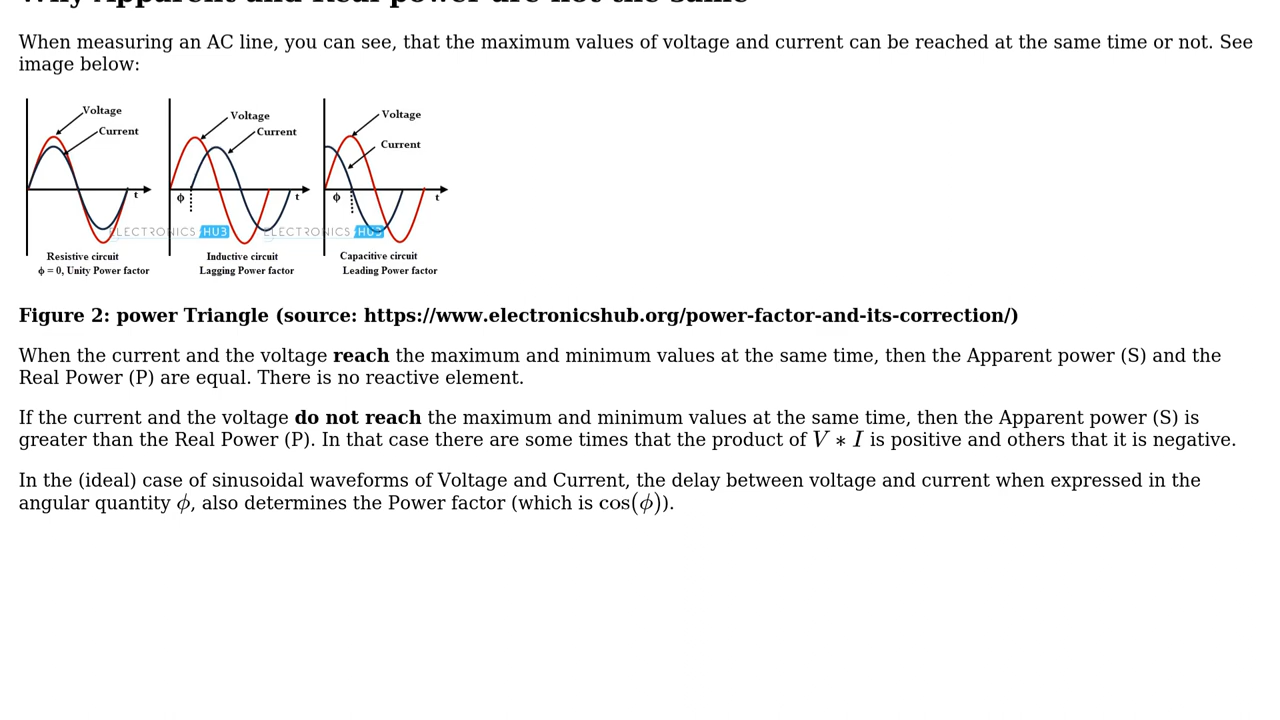 Why Apparent and Real power are not the same
When measuring an AC line, you can see, that the maximum values of voltage and current can be reached at the same time or not. See
image below:
Voltage
Current
t
Resistive circuit
ϕ = 0, Unity Power factor
Voltage
Current
ϕ
t
Inductive circuit
Lagging Power factor
Voltage
Current
ϕ
t
Capacitive circuit
Leading Power factor
ELECTRONICS HUB
ELECTRONICS HUB
Figure 2: power Triangle (source: https://www.electronicshub.org/power-factor-and-its-correction/)
When the current and the voltage reach the maximum and minimum values at the same time, then the Apparent power (S) and the
Real Power (P) are equal. There is no reactive element.
If the current and the voltage do not reach the maximum and minimum values at the same time, then the Apparent power (S) is
greater than the Real Power (P). In that case there are some times that the product of V * I is positive and others that it is negative.
In the (ideal) case of sinusoidal waveforms of Voltage and Current, the delay between voltage and current when expressed in the
angular quantity ϕ, also determines the Power factor (which is cos(ϕ)).